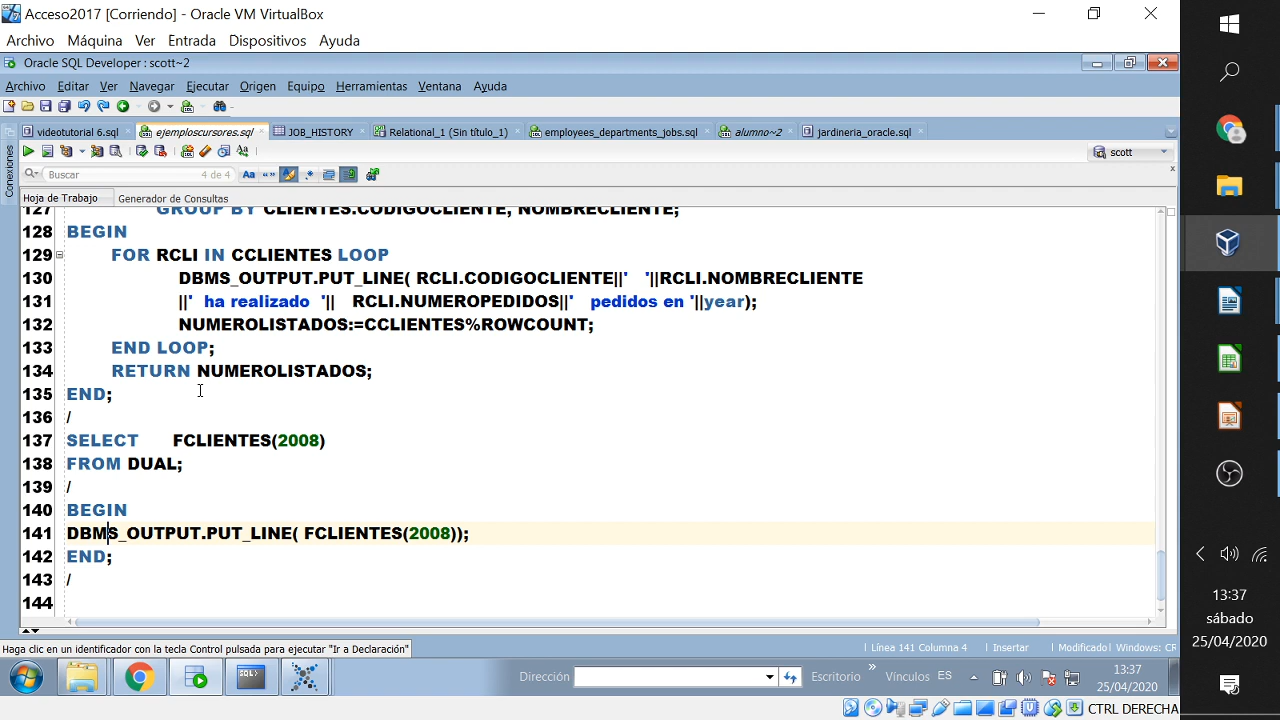 Acceso2017 [Corriendo] - Oracle VM VirtualBox
Archivo Máquina Ver Entrada Dispositivos Ayuda
Oracle SQL Developer : scott~2
Archivo Editar Ver Navegar Ejecutar Origen Equipo Herramientas Ventana Ayuda
videotutorial 6.sql ejemploscursores.sql JOB_HISTORY Relational_1 (Sin título_1) employees_departments_jobs.sql alumno~2 jardineria_oracle.sql
scott
Conexiones
Buscar 4 de 4
Hoja de Trabajo Generador de Consultas
127 GROUP BY CLIENTES.CODIGOCLIENTE, NOMBRECLIENTE;
128 BEGIN
129 FOR RCLI IN CCLIENTES LOOP
130 DBMS_OUTPUT.PUT_LINE( RCLI.CODIGOCLIENTE||' '||RCLI.NOMBRECLIENTE
131 ||' ha realizado '|| RCLI.NUMEROPEDIDOS||' pedidos en '||year);
132 NUMEROLISTADOS:=CCLIENTES%ROWCOUNT;
133 END LOOP;
134 RETURN NUMEROLISTADOS;
135 END;
136 /
137 SELECT FCLIENTES(2008)
138 FROM DUAL;
139 /
140 BEGIN
141 DBMS_OUTPUT.PUT_LINE( FCLIENTES(2008));
142 END;
143 /
144
Haga clic en un identificador con la tecla Control pulsada para ejecutar "Ir a Declaración"
Línea 141 Columna 4 Insertar Modificado Windows: CR
Dirección Escritorio Vínculos ES 13:37
25/04/2020
CTRL DERECHA
13:37
sábado
25/04/2020